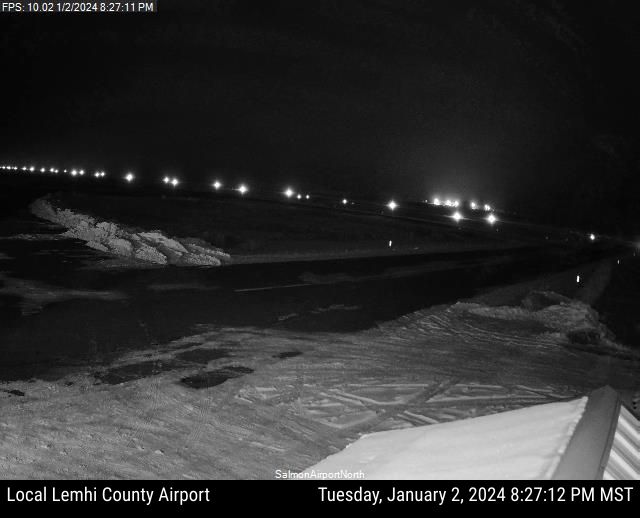 FPS: 10.02 1/2/2024 8:27:11 PM
SalmonAirportNorth
Local Lemhi County Airport
Tuesday, January 2, 2024 8:27:12 PM MST